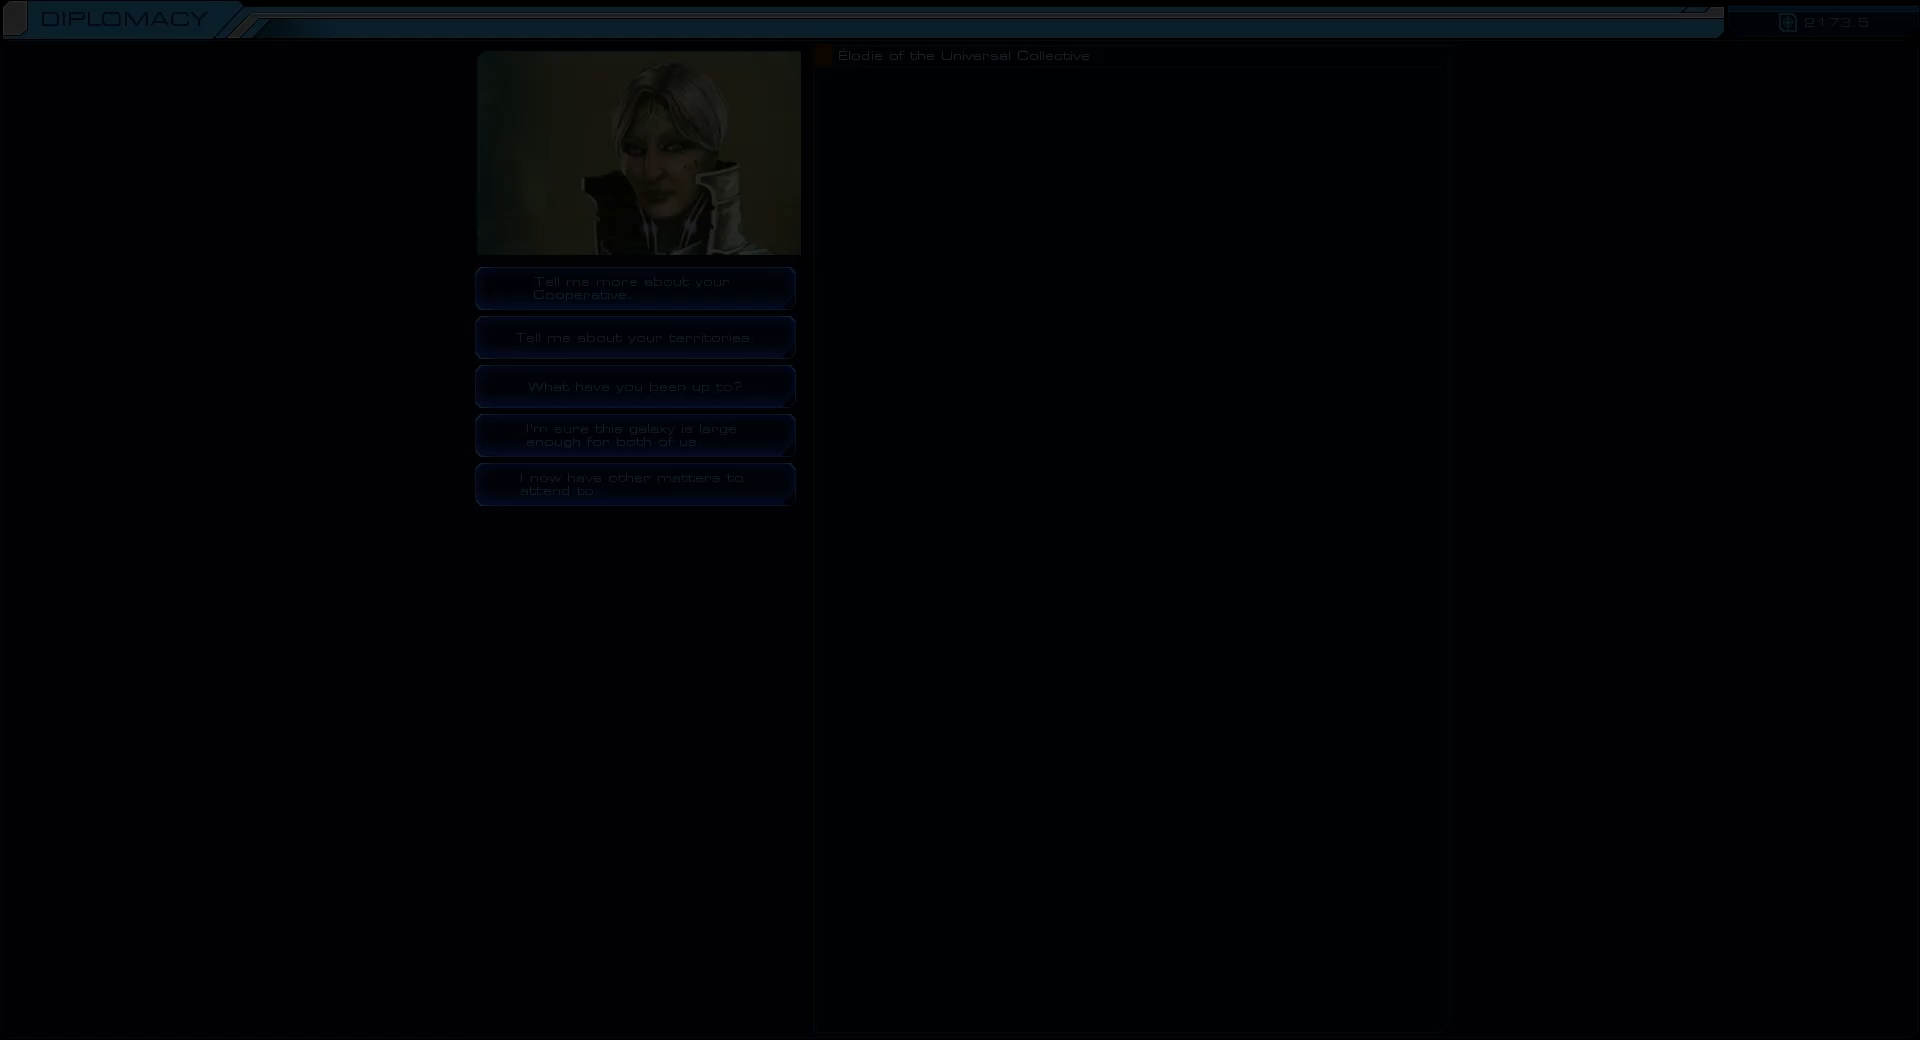 DIPLOMACY
2173.5
Elodie of the Universal Collective
Tell me more about your
Cooperative.
Tell me about your territories.
What have you been up to?
I'm sure this galaxy is large
enough for both of us.
I now have other matters to
attend to.